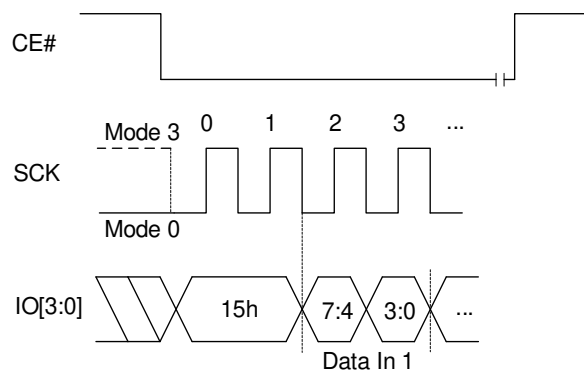 CE#
Mode 3 0 1 2 3 ...
SCK
Mode 0
IO[3:0] 15h 7:4 3:0 ...
Data In 1